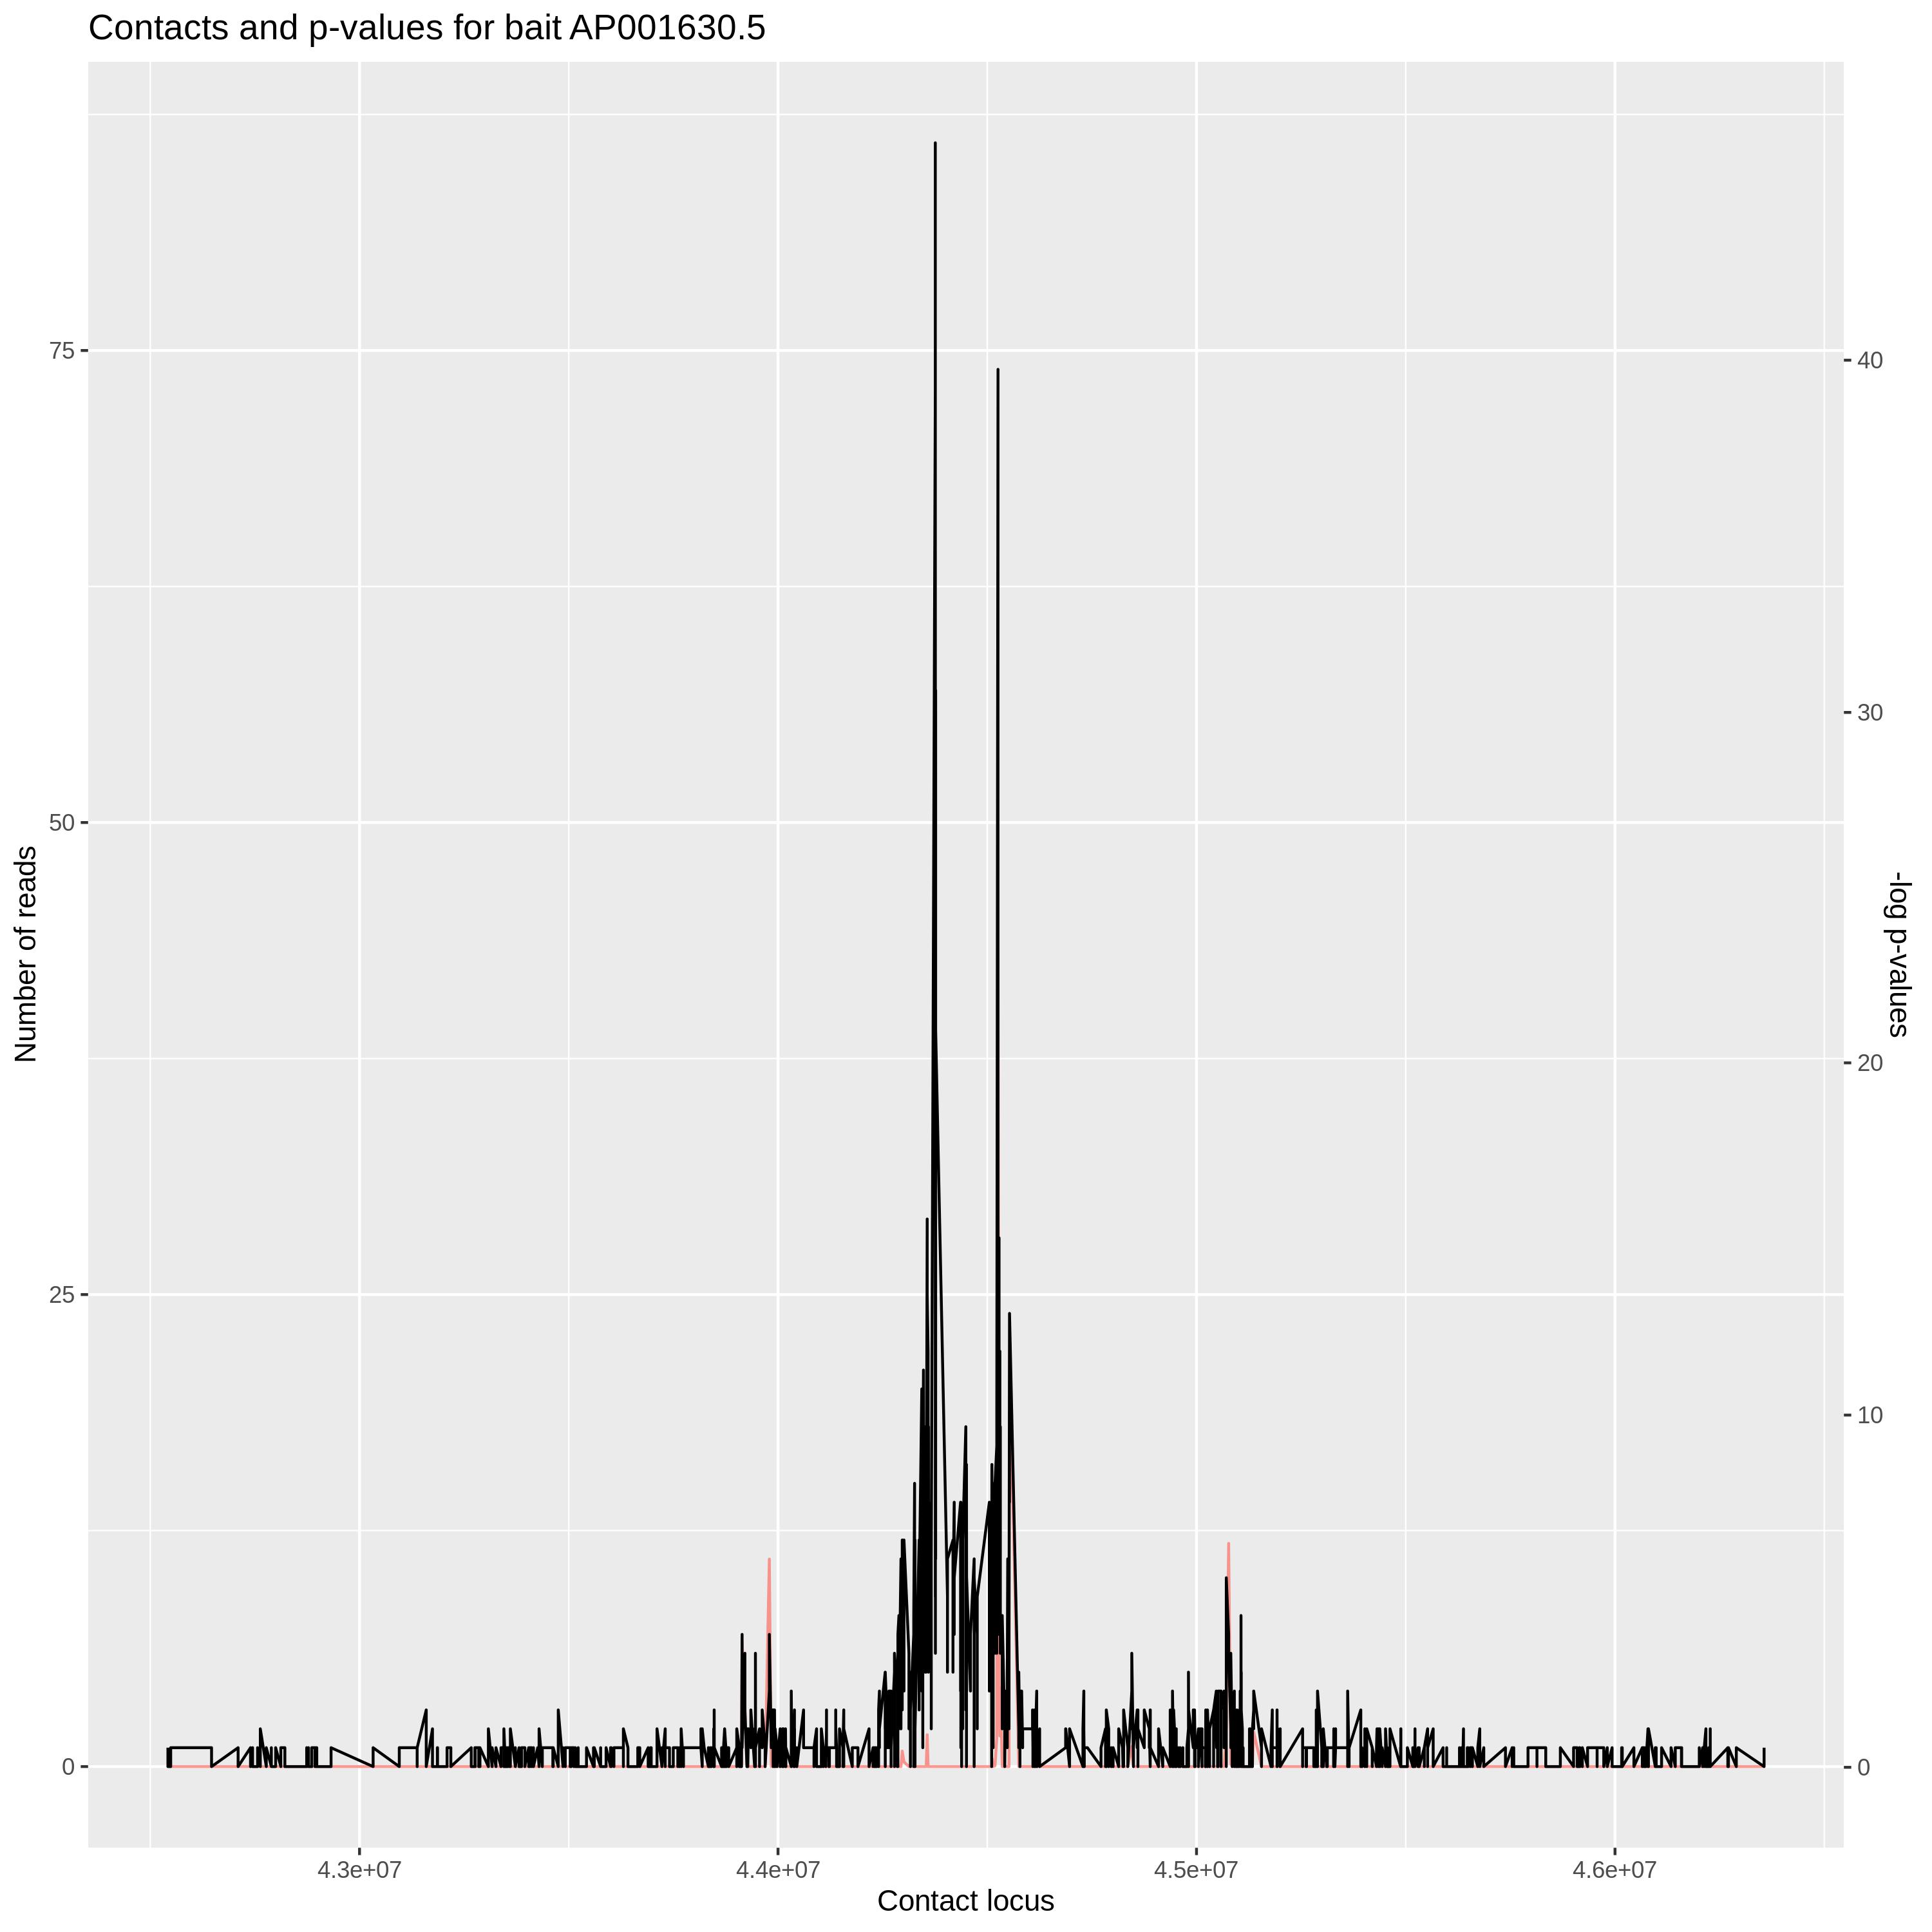 Contacts and p-values for bait AP001630.5
Number of reads
75
50
25
0
40
30
20
10
0
-log p-values
4.3e+07
4.4e+07
4.5e+07
4.6e+07
Contact locus